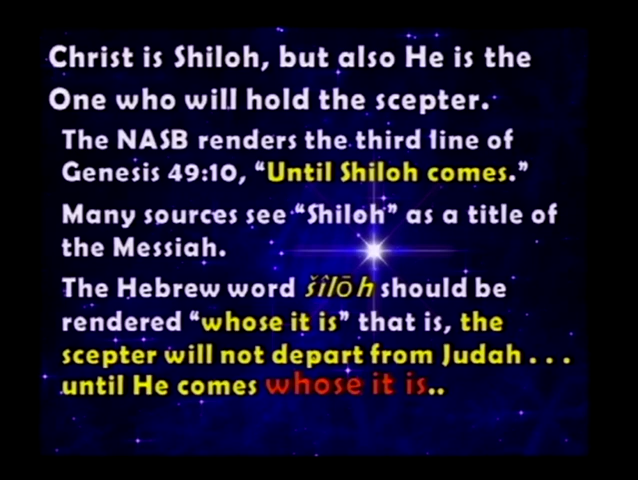 Christ is Shiloh, but also He is the
One who will hold the scepter.
The NASB renders the third line of
Genesis 49:10, “Until Shiloh comes.”
Many sources see “Shiloh” as a title of
the Messiah.
The Hebrew word šîlōh should be
rendered “whose it is” that is, the
scepter will not depart from Judah . . .
until He comes whose it is..